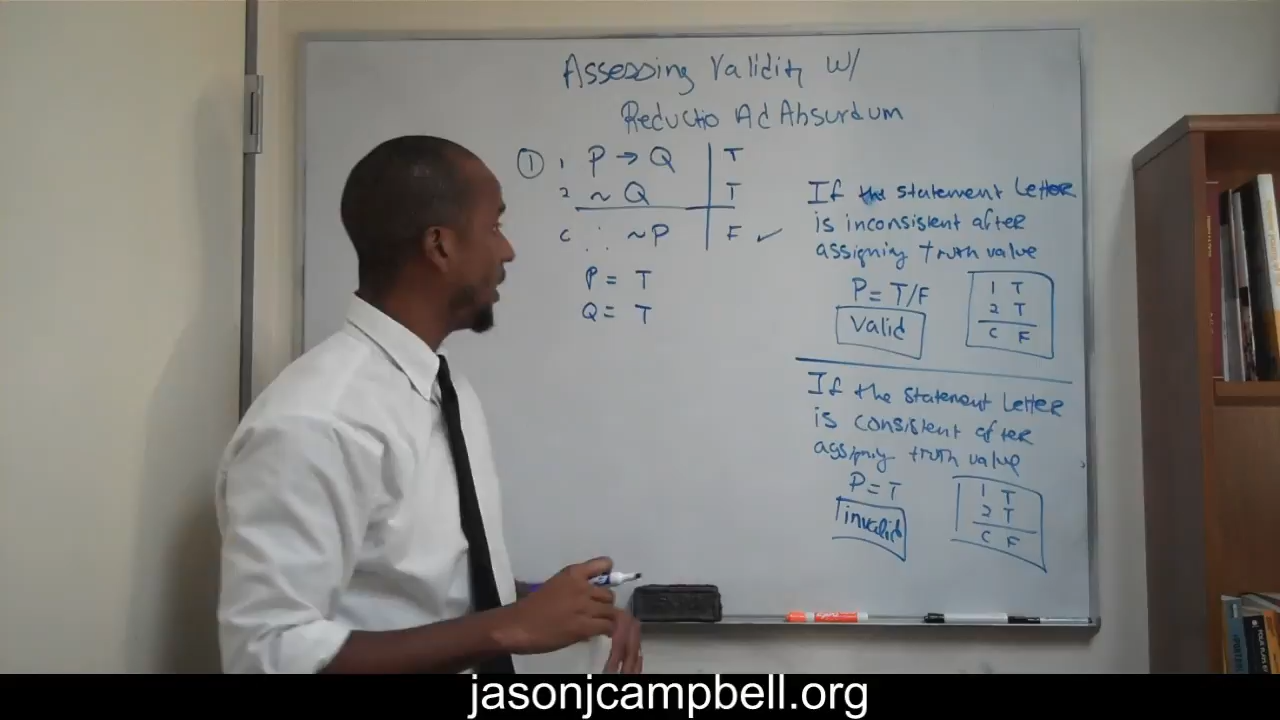 Assessing Validity W/
Reductio Ad Absurdum
① 1 P → Q T
2 ~ Q T
C ∴ ~P F ✓
P = T
Q = T
If the statement Letter
is inconsistent after
assigning truth value
P = T/F
Valid
1 T
2 T
C F
If the statement Letter
is consistent after
assigning truth value
P = T
invalid
1 T
2 T
C F
jasonjcampbell.org